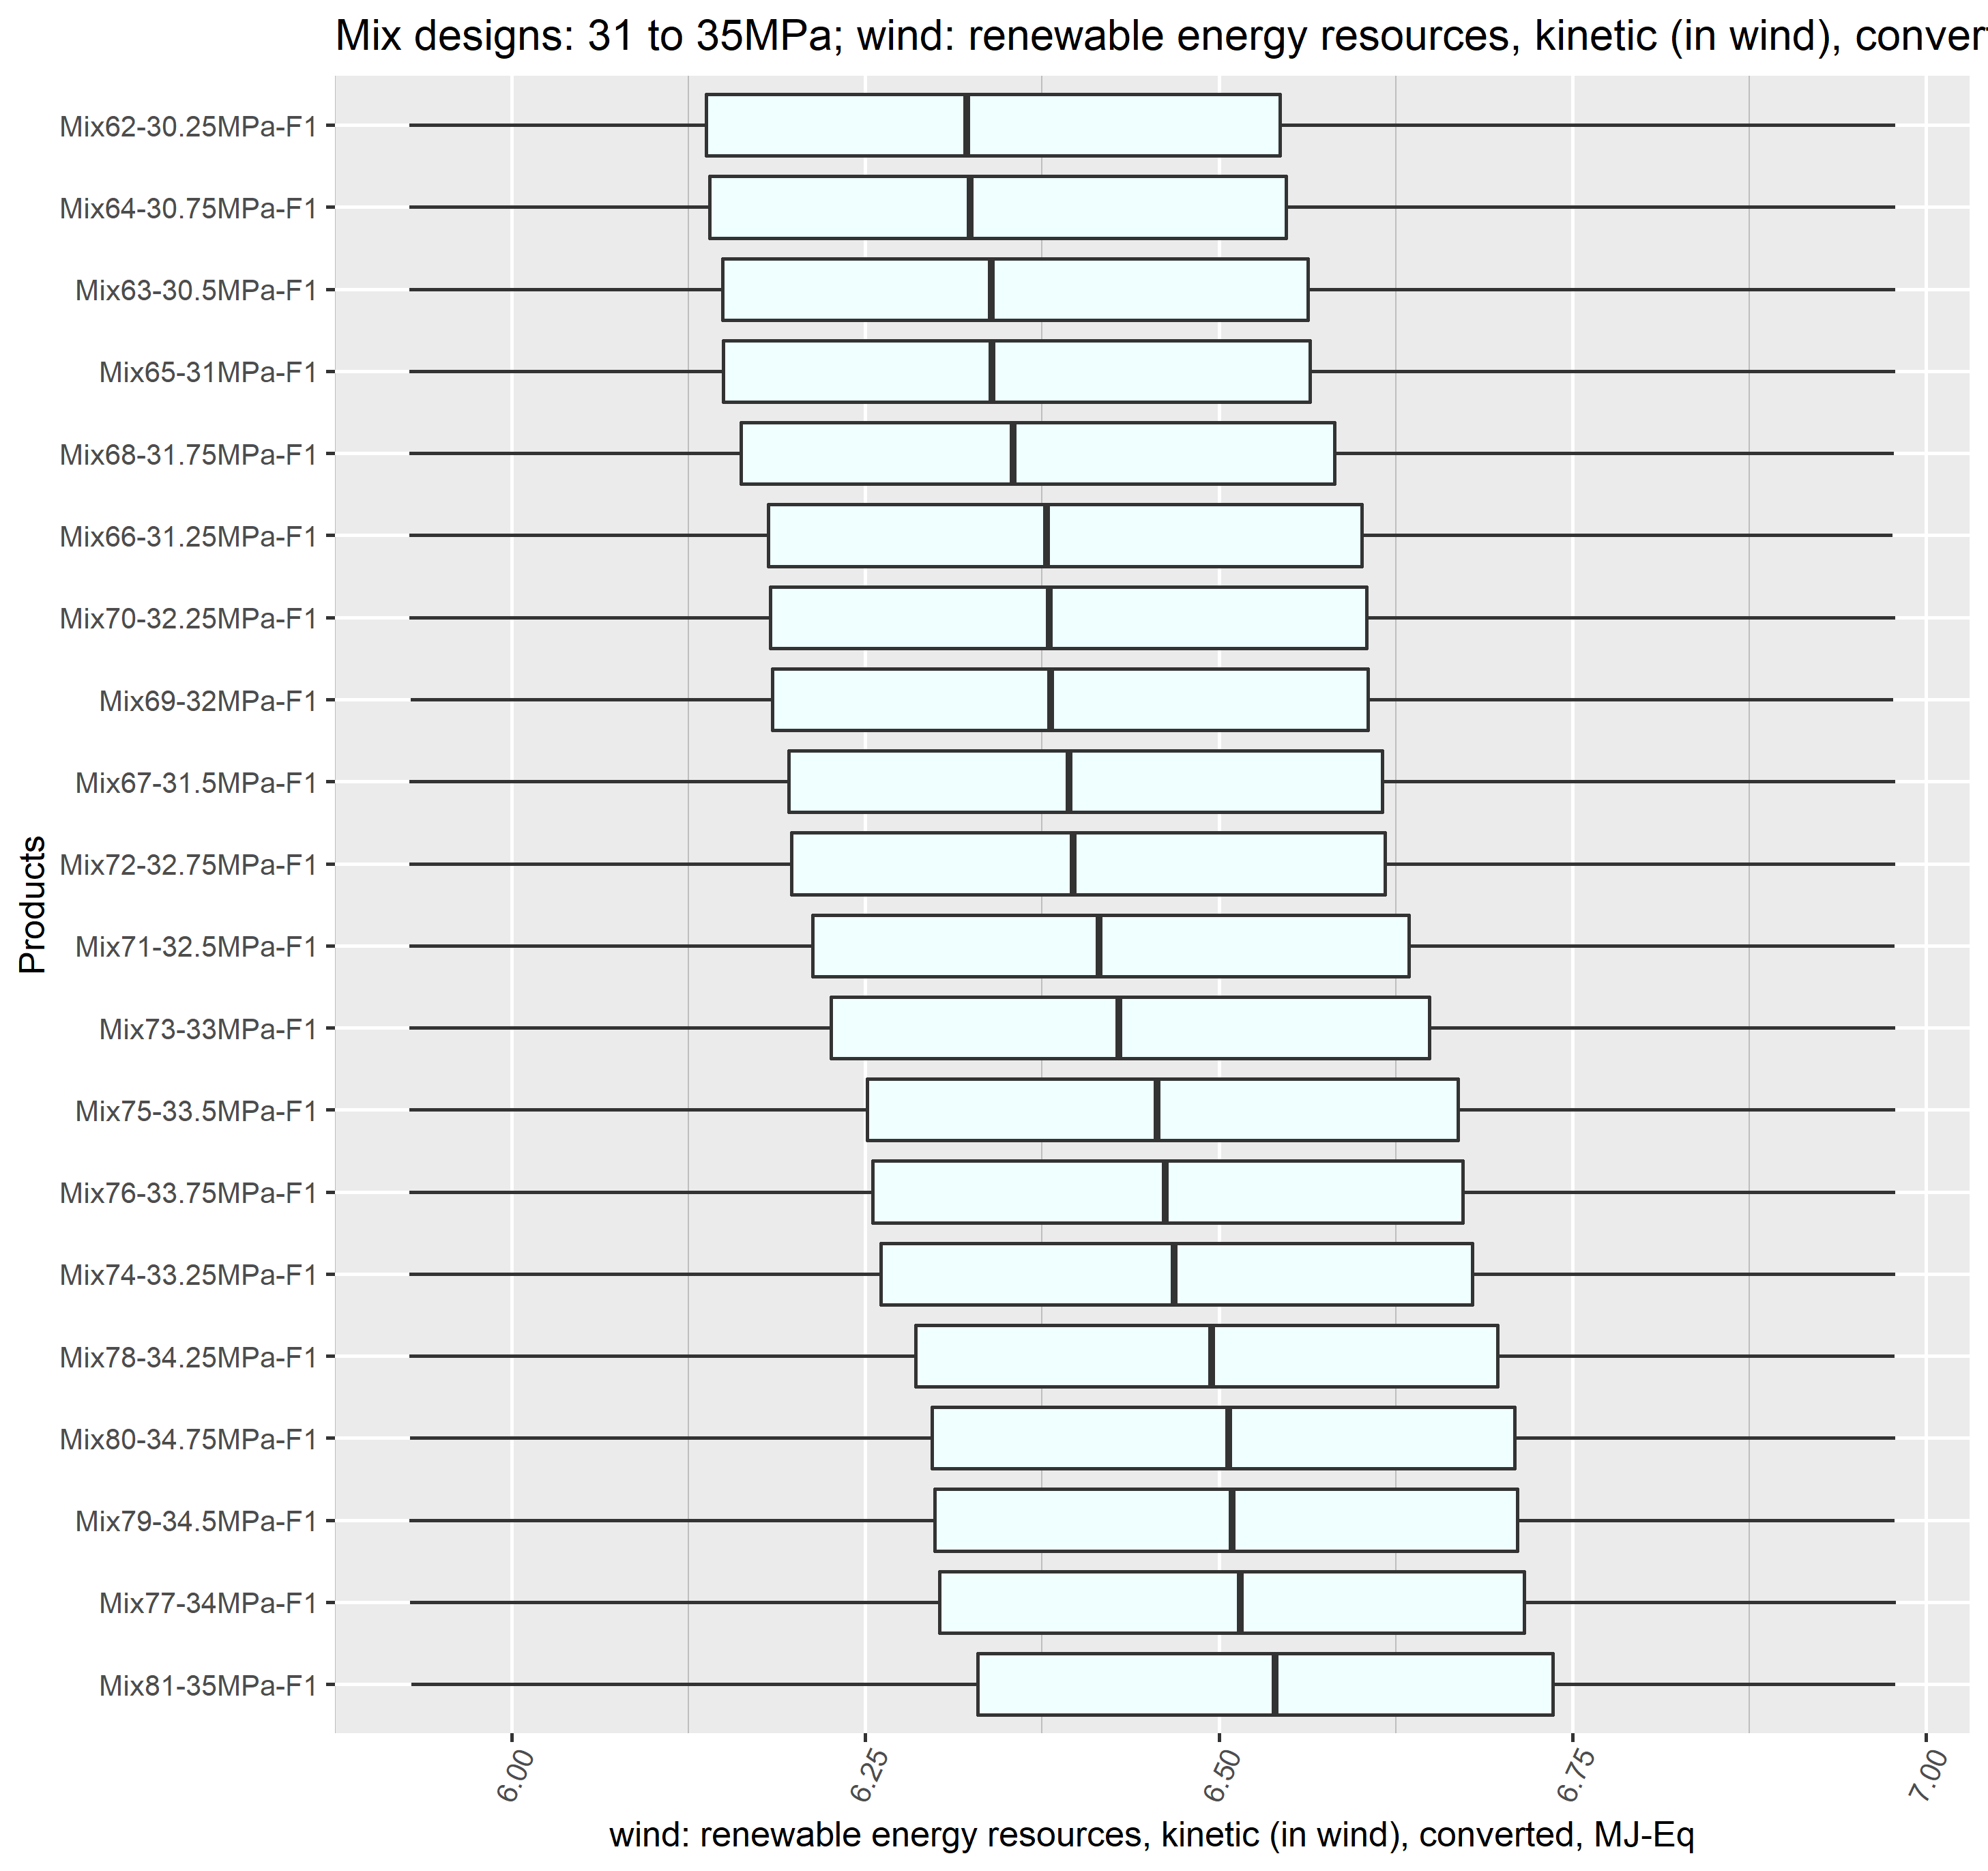 Mix designs: 31 to 35MPa; wind: renewable energy resources, kinetic (in wind), convert
Mix62-30.25MPa-F1
Mix64-30.75MPa-F1
Mix63-30.5MPa-F1
Mix65-31MPa-F1
Mix68-31.75MPa-F1
Mix66-31.25MPa-F1
Mix70-32.25MPa-F1
Mix69-32MPa-F1
Mix67-31.5MPa-F1
Mix72-32.75MPa-F1
Mix71-32.5MPa-F1
Mix73-33MPa-F1
Mix75-33.5MPa-F1
Mix76-33.75MPa-F1
Mix74-33.25MPa-F1
Mix78-34.25MPa-F1
Mix80-34.75MPa-F1
Mix79-34.5MPa-F1
Mix77-34MPa-F1
Mix81-35MPa-F1
Products
6.00
6.25
6.50
6.75
7.00
wind: renewable energy resources, kinetic (in wind), converted, MJ-Eq